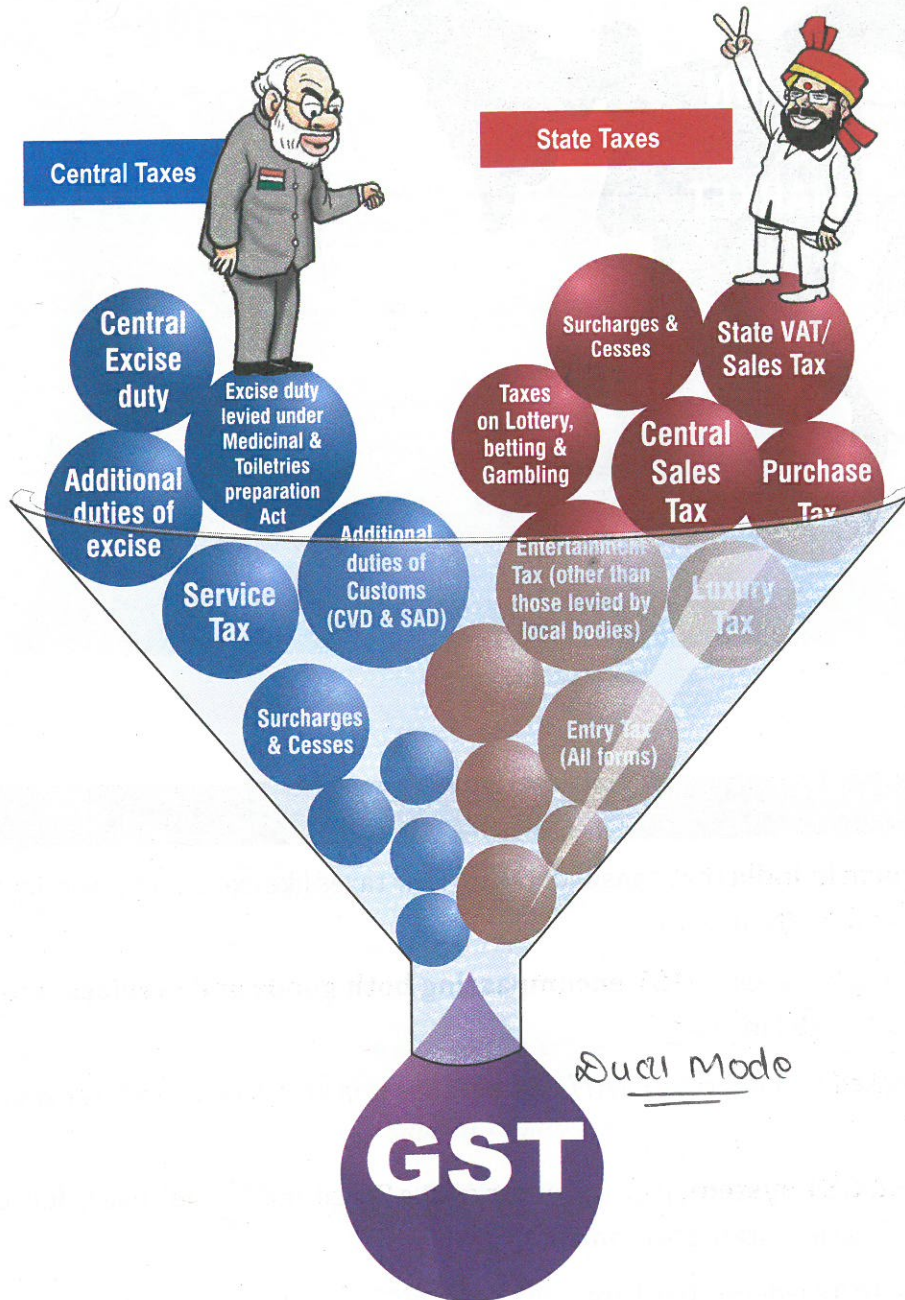 Central Taxes
State Taxes
Central
Excise
duty
Excise duty
levied under
Medicinal &
Toiletries
preparation
Act
Additional
duties of
excise
Service
Tax
Additional
duties of
Customs
(CVD & SAD)
Surcharges
& Cesses
Surcharges &
Cesses
State VAT/
Sales Tax
Taxes
on Lottery,
betting &
Gambling
Central
Sales
Tax
Purchase
Tax
Entertainment
Tax (other than
those levied by
local bodies)
Luxury
Tax
Entry Tax
(All forms)
Dual Mode
GST